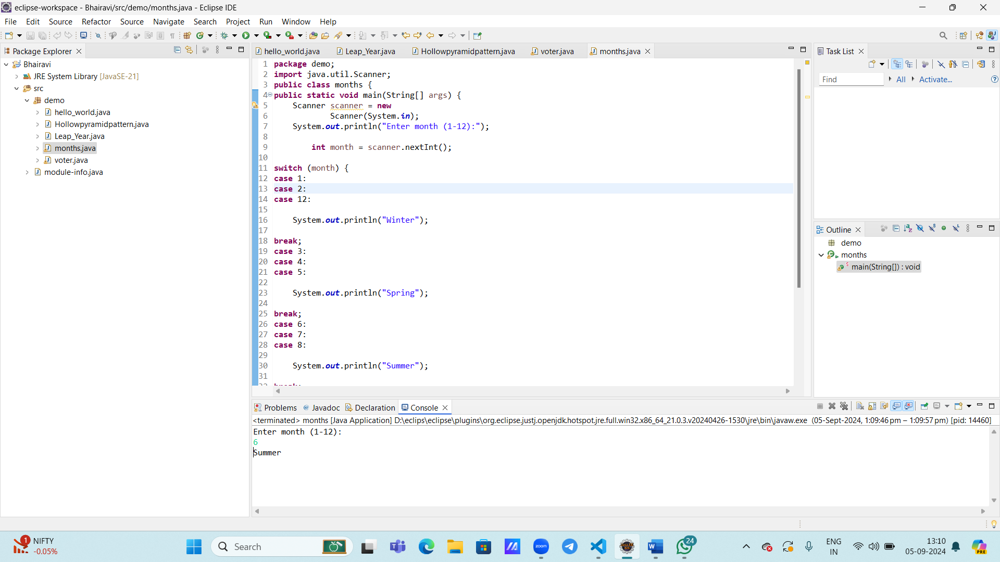 eclipse-workspace - Bhairavi/src/demo/months.java - Eclipse IDE
File Edit Source Refactor Source Navigate Search Project Run Window Help
Package Explorer
Bhairavi
JRE System Library [JavaSE-21]
src
demo
hello_world.java
Hollowpyramidpattern.java
Leap_Year.java
months.java
voter.java
module-info.java
hello_world.java Leap_Year.java Hollowpyramidpattern.java voter.java months.java
1 package demo;
2 import java.util.Scanner;
3 public class months {
4 public static void main(String[] args) {
5 Scanner scanner = new
6 Scanner(System.in);
7 System.out.println("Enter month (1-12):");
8
9 int month = scanner.nextInt();
10
11 switch (month) {
12 case 1:
13 case 2:
14 case 12:
15
16 System.out.println("Winter");
17
18 break;
19 case 3:
20 case 4:
21 case 5:
22
23 System.out.println("Spring");
24
25 break;
26 case 6:
27 case 7:
28 case 8:
29
30 System.out.println("Summer");
31
Task List
Find All Activate...
Outline
demo
months
main(String[]) : void
Problems Javadoc Declaration Console
<terminated> months [Java Application] D:\eclips\eclipse\plugins\org.eclipse.justj.openjdk.hotspot.jre.full.win32.x86_64_21.0.3.v20240426-1530\jre\bin\javaw.exe (05-Sept-2024, 1:09:46 pm – 1:09:57 pm) [pid: 14460]
Enter month (1-12):
6
Summer
1
NIFTY
-0.05%
Search
zoom
24
ENG
IN
13:10
05-09-2024
PRE